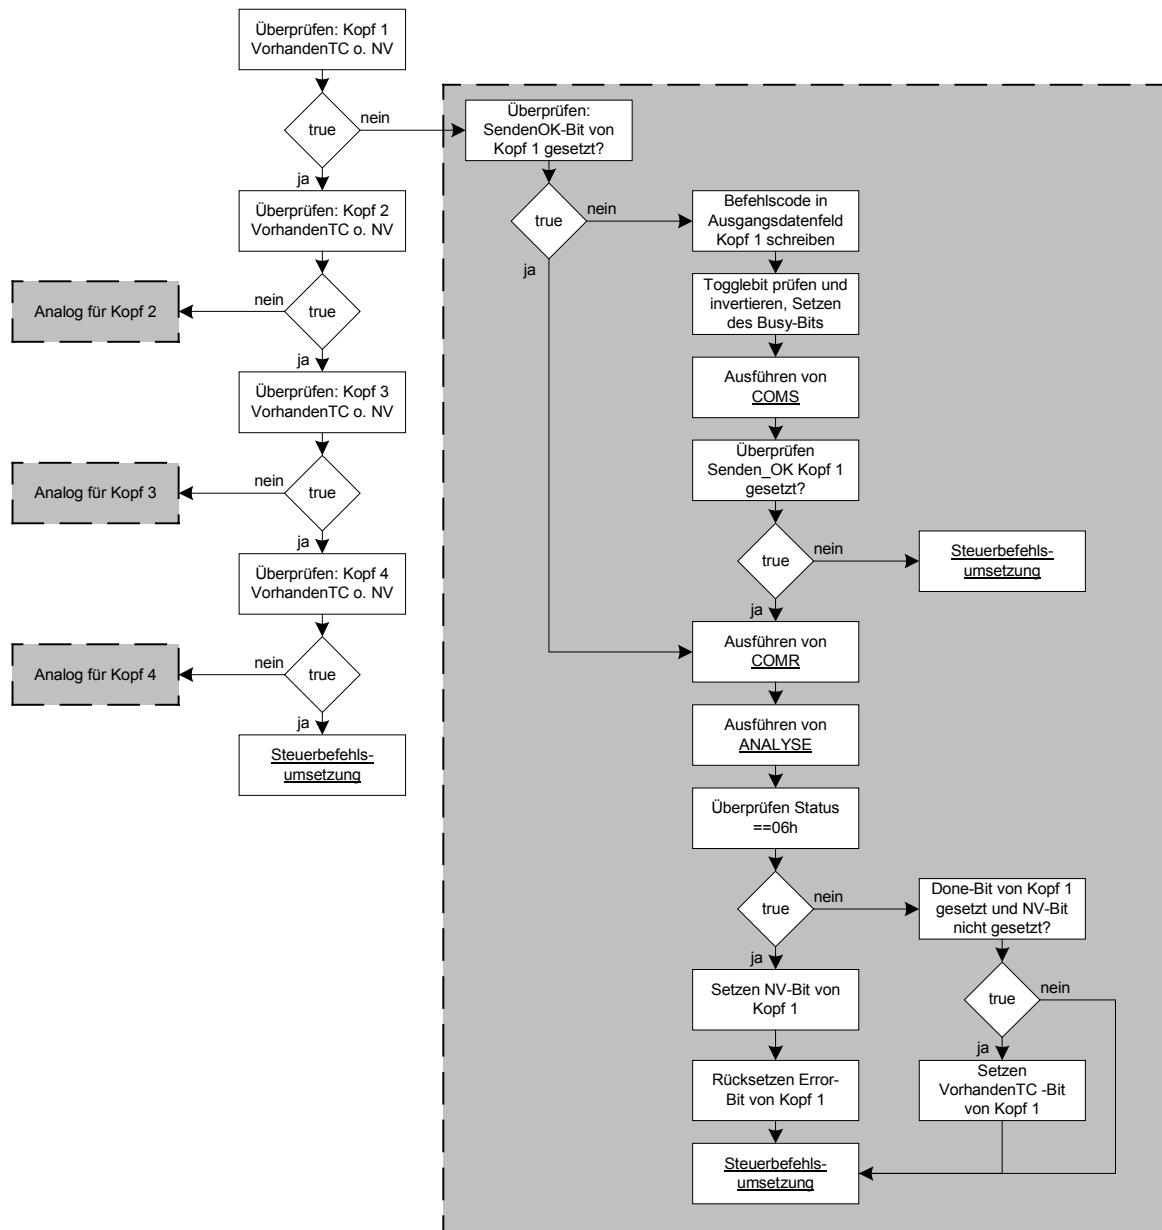 Überprüfen: Kopf 1
VorhandenTC o. NV
true
nein
ja
Überprüfen: Kopf 2
VorhandenTC o. NV
true
nein
Analog für Kopf 2
ja
Überprüfen: Kopf 3
VorhandenTC o. NV
true
nein
Analog für Kopf 3
ja
Überprüfen: Kopf 4
VorhandenTC o. NV
true
nein
Analog für Kopf 4
ja
Steuerbefehls-
umsetzung
Überprüfen:
SendenOK-Bit von
Kopf 1 gesetzt?
true
nein
ja
Befehlscode in
Ausgangsdatenfeld
Kopf 1 schreiben
Togglebit prüfen und
invertieren, Setzen
des Busy-Bits
Ausführen von
COMS
Überprüfen
Senden_OK Kopf 1
gesetzt?
true
nein
Steuerbefehls-
umsetzung
ja
Ausführen von
COMR
Ausführen von
ANALYSE
Überprüfen Status
==06h
true
nein
Done-Bit von Kopf 1
gesetzt und NV-Bit
nicht gesetzt?
true
nein
ja
Setzen
VorhandenTC -Bit
von Kopf 1
ja
Setzen NV-Bit von
Kopf 1
Rücksetzen Error-
Bit von Kopf 1
Steuerbefehls-
umsetzung